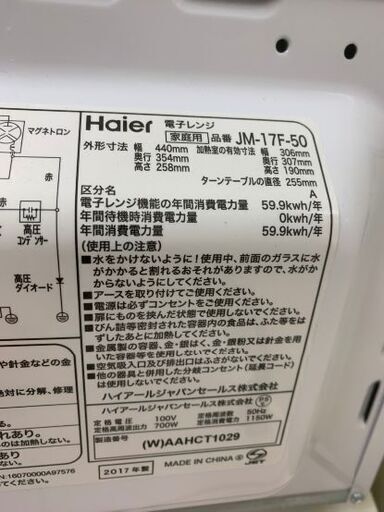 Haier 電子レンジ
家庭用 品番 JM-17F-50
外形寸法 幅 440mm 加熱室の有効寸法 幅 306mm
奥行 354mm 奥行 307mm
高さ 258mm 高さ 190mm
ターンテーブルの直径 255mm
区分名 A
電子レンジ機能の年間消費電力量 59.9kwh/年
年間待機時消費電力量 0kwh/年
年間消費電力量 59.9kwh/年
(使用上の注意)
■水をかけないように!使用中、前面のガラスに水
がかかると割れるおそれがありますので、水がか
からないようにしてください。
■アースを取り付けてご使用ください。
■電源は必ずコンセントをご使用ください。
■扉にものを挟んだ状態で使用しないでください。
■びん詰等密封された容器内の食品は、ふた等をは
ずしたあとに加熱してください。
■金属製の容器、金・銀はく、金・銀粉又は針金を用
いた容器を使用しないでください。
■空気吸入口及び排出口はふさがないでください。
■他の器具が併用された分岐コンセント(延長コード)
は使用しないでください。
ハイアールジャパンセールス株式会社
ハイアールジャパンセールス株式会社 PSE
定格電圧 100V 定格周波数 50Hz
定格高周波出力 700W 定格消費電力 1150W
製造番号 (W)AAHCT1029
2017年製 MADE IN CHINA JET
マグネトロン
赤
赤
高圧
コンデンサー
高圧
ダイオード
や針金などの金
絶対に分解、修理
れあり。
さい。
あり。
ださい。
N:16070000A97576